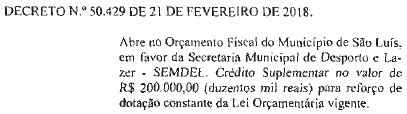 DECRETO N.º 50.429 DE 21 DE FEVEREIRO DE 2018.
Abre no Orçamento Fiscal do Município de São Luís,
em favor da Secretaria Municipal de Desporto e La-
zer - SEMDEL. Crédito Suplementar no valor de
R$ 200.000,00 (duzentos mil reais) para reforço de
dotação constante da Lei Orçamentária vigente.